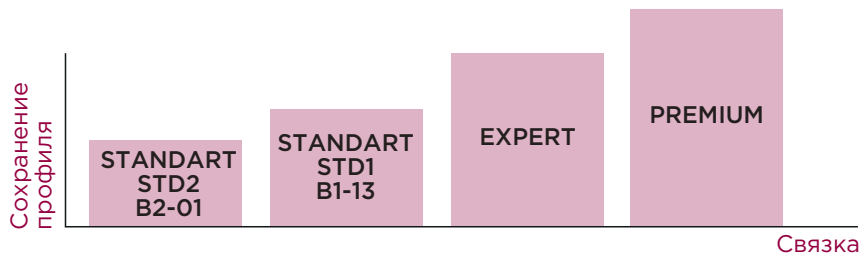 Сохранение
профиля
STANDART
STD2
B2-01
STANDART
STD1
B1-13
EXPERT
PREMIUM
Связка